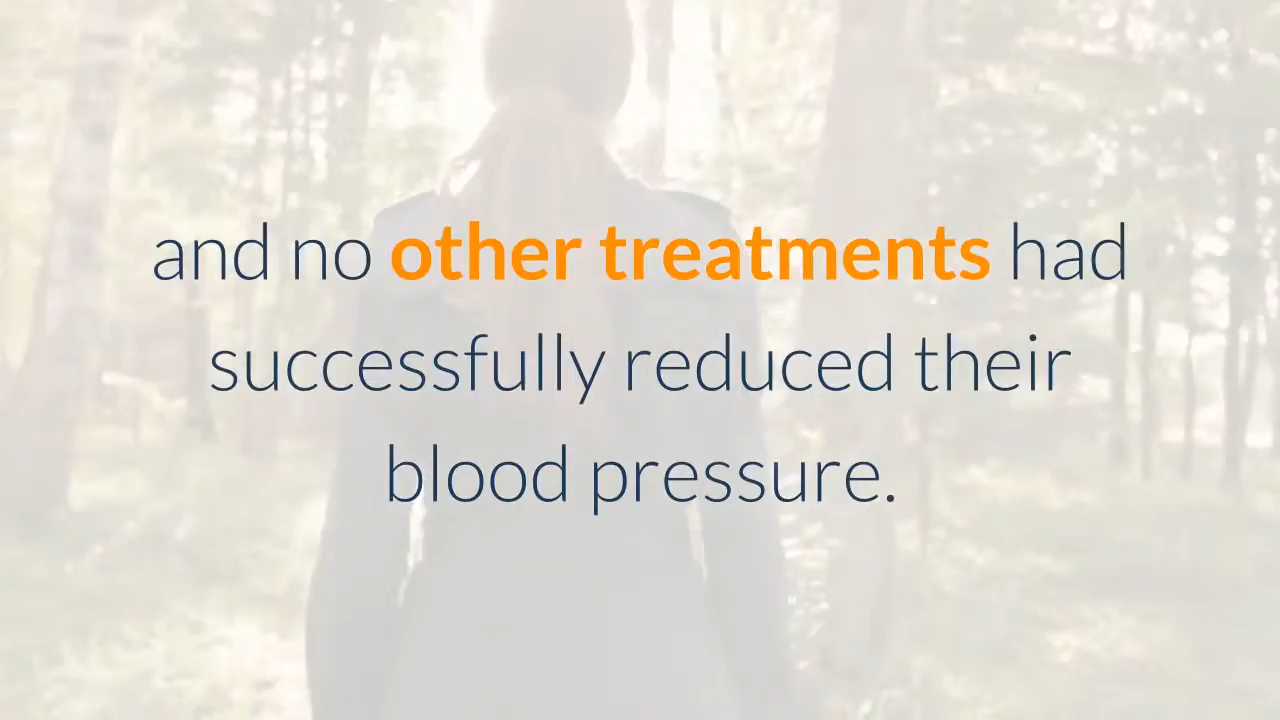 and no other treatments had
successfully reduced their
blood pressure.